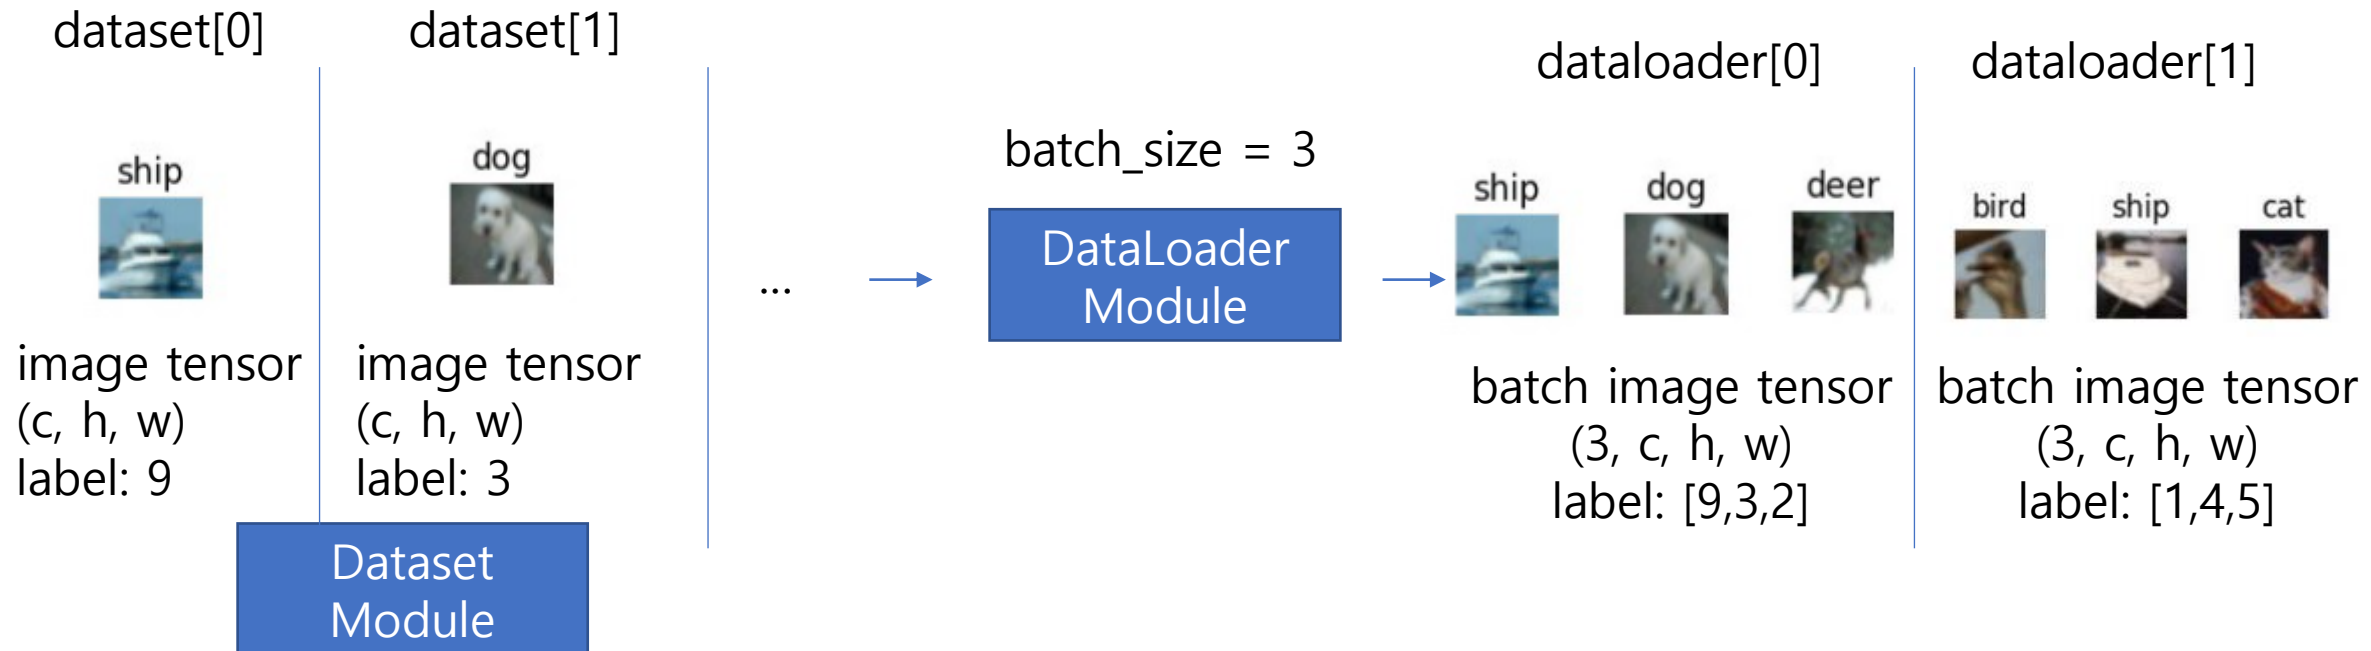 dataset[0]
dataset[1]
ship
dog
...
image tensor
(c, h, w)
label: 9
image tensor
(c, h, w)
label: 3
Dataset
Module
batch_size = 3
DataLoader
Module
dataloader[0]
dataloader[1]
ship
dog
deer
bird
ship
cat
batch image tensor
(3, c, h, w)
label: [9,3,2]
batch image tensor
(3, c, h, w)
label: [1,4,5]